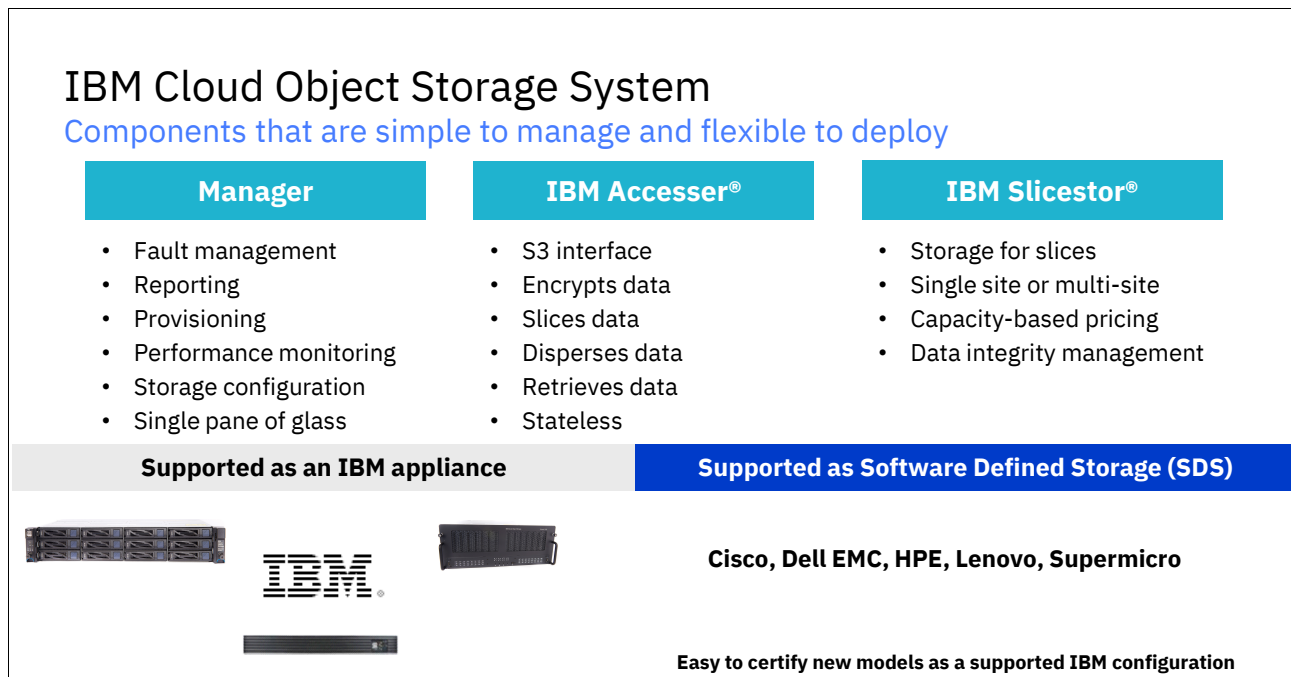 IBM Cloud Object Storage System
Components that are simple to manage and flexible to deploy
Manager
• Fault management
• Reporting
• Provisioning
• Performance monitoring
• Storage configuration
• Single pane of glass
IBM Accesser®
• S3 interface
• Encrypts data
• Slices data
• Disperses data
• Retrieves data
• Stateless
IBM Slicestor®
• Storage for slices
• Single site or multi-site
• Capacity-based pricing
• Data integrity management
Supported as an IBM appliance
IBM®
Supported as Software Defined Storage (SDS)
Cisco, Dell EMC, HPE, Lenovo, Supermicro
Easy to certify new models as a supported IBM configuration